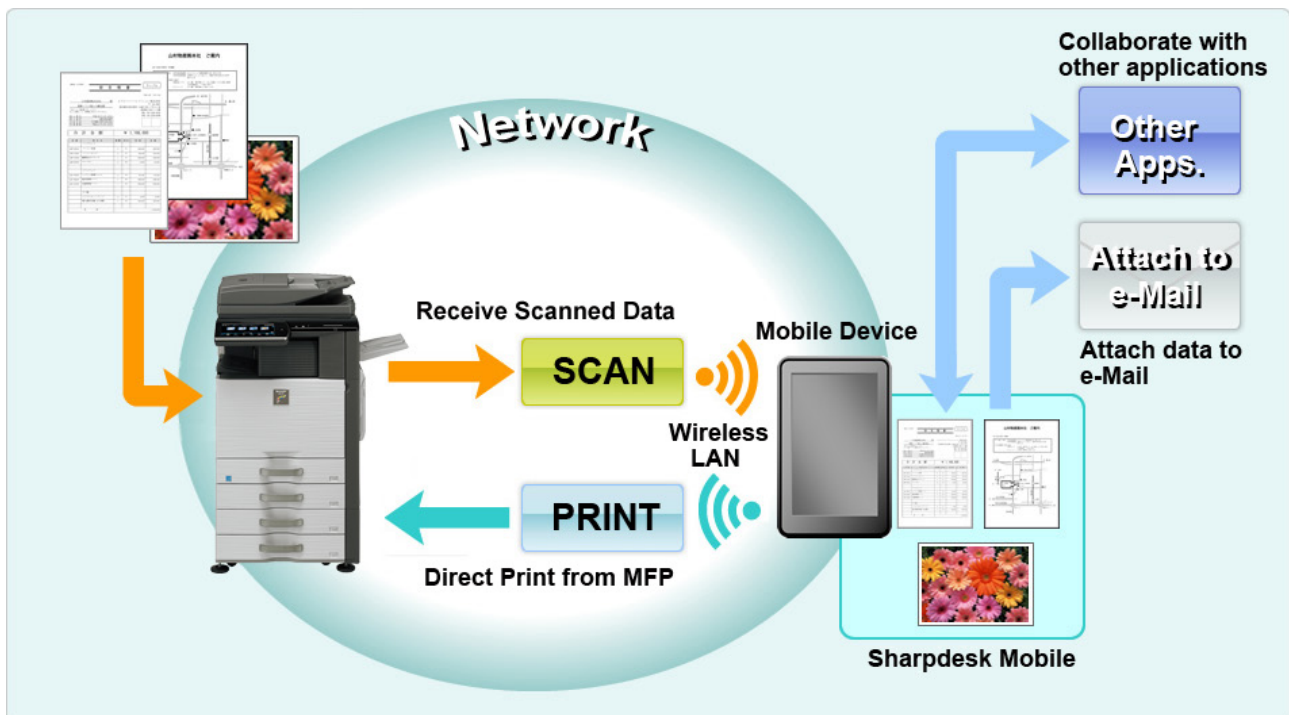 Collaborate with
other applications
Other
Apps.
Attach to
e-Mail
Attach data to
e-Mail
Network
Receive Scanned Data
SCAN
Mobile Device
Wireless
LAN
PRINT
Direct Print from MFP
Sharpdesk Mobile